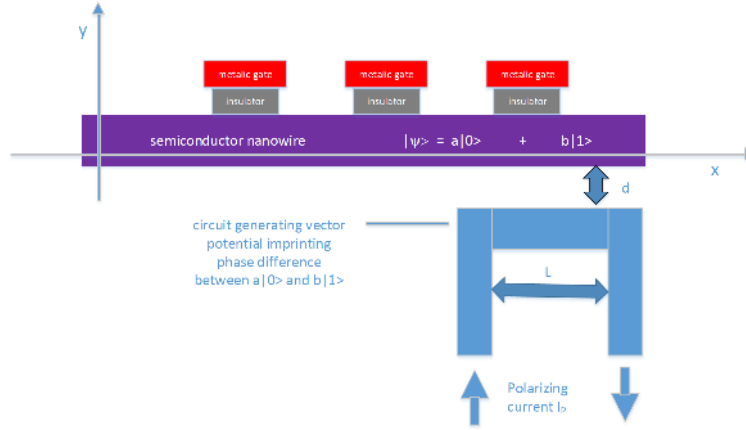 y
metalic gate metalic gate metalic gate
insulator insulator insulator
semiconductor nanowire |ψ> = a|0> + b|1>
x
d
circuit generating vector
potential imprinting
phase difference
between a|0> and b|1>
L
Polarizing
current Iₚ